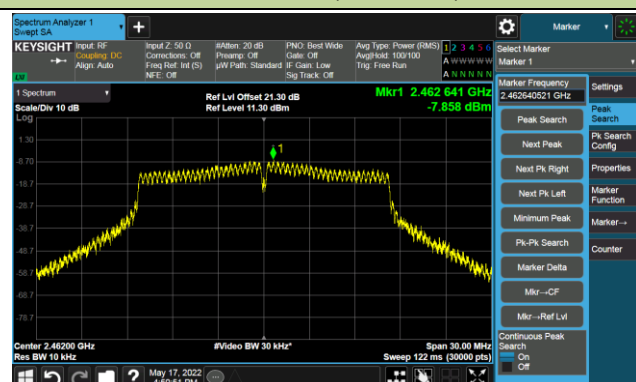 Spectrum Analyzer 1
Swept SA
Marker
KEYSIGHT
Input: RF
Coupling: DC
Align: Auto
Input Z: 50 Ω
Corrections: Off
Freq Ref: Int (S)
NFE: Off
#Atten: 20 dB
Preamp: Off
µW Path: Standard
PNO: Best Wide
Gate: Off
IF Gain: Low
Sig Track: Off
Avg Type: Power (RMS)
Avg|Hold: 100/100
Trig: Free Run
1 2 3 4 5 6
A W W W W W
A N N N N N
LV
Select Marker
Marker 1
1 Spectrum
Scale/Div 10 dB
Log
Ref Lvl Offset 21.30 dB
Ref Level 11.30 dBm
Mkr1 2.462 641 GHz
-7.858 dBm
1
1.30
-8.70
-18.7
-28.7
-38.7
-48.7
-58.7
-68.7
-78.7
Center 2.46200 GHz
Res BW 10 kHz
#Video BW 30 kHz*
Span 30.00 MHz
Sweep 122 ms (30000 pts)
Marker Frequency
2.462640521 GHz
Peak Search
Next Peak
Next Pk Right
Next Pk Left
Minimum Peak
Pk-Pk Search
Marker Delta
Mkr→CF
Mkr→Ref Lvl
Continuous Peak
Search
On
Off
Settings
Peak
Search
Pk Search
Config
Properties
Marker
Function
Marker→
Counter
May 17, 2022